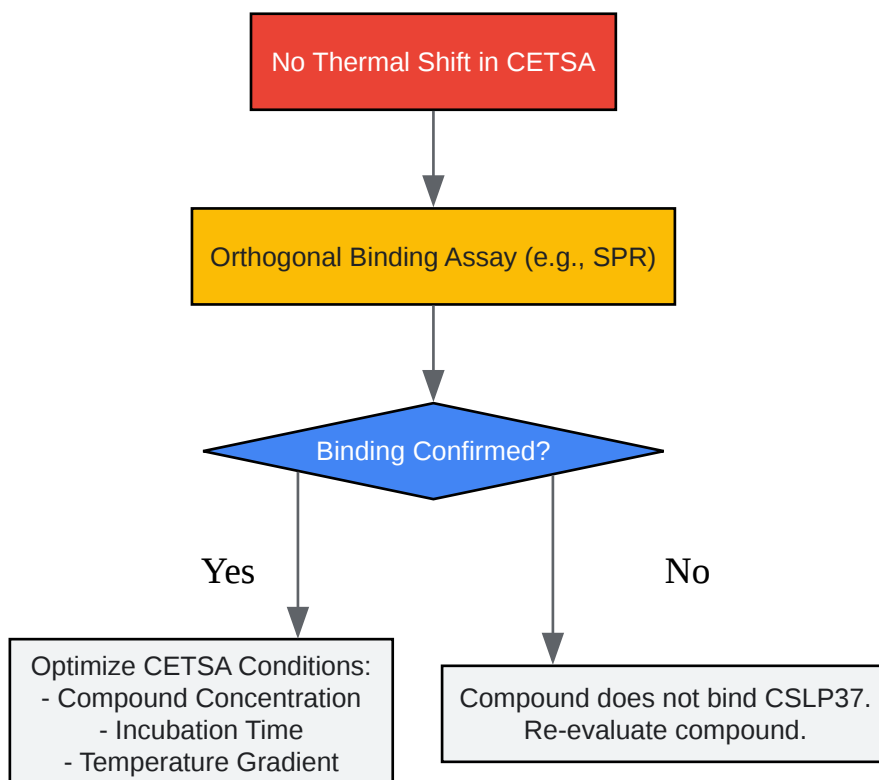 No Thermal Shift in CETSA
Orthogonal Binding Assay (e.g., SPR)
Binding Confirmed?
Yes
No
Optimize CETSA Conditions:
- Compound Concentration
- Incubation Time
- Temperature Gradient
Compound does not bind CSLP37.
Re-evaluate compound.